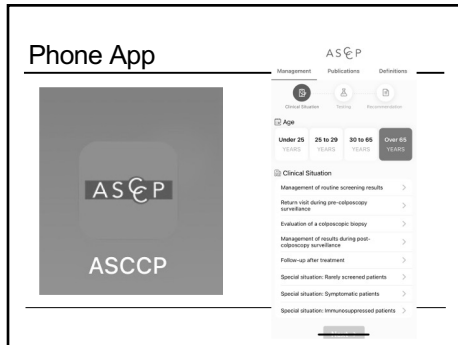 Phone App
ASCCP
ASCCP
ASCCP
Management Publications Definitions
Clinical Situation Testing Recommendation
Age
Under 25 25 to 29 30 to 65 Over 65
YEARS YEARS YEARS YEARS
Clinical Situation
Management of routine screening results
Return visit during pre-colposcopy
surveillance
Evaluation of a colposcopic biopsy
Management of results during post-
colposcopy surveillance
Follow-up after treatment
Special situation: Rarely screened patients
Special situation: Symptomatic patients
Special situation: Immunosuppressed patients